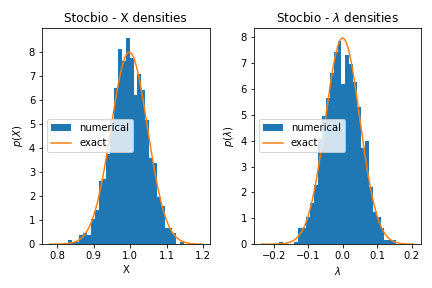 Stocbio - X densities
8
7
6
5
4
3
2
1
0
p(X)
numerical
exact
0.8 0.9 1.0 1.1 1.2
X
Stocbio - λ densities
8
7
6
5
4
3
2
1
0
p(λ)
numerical
exact
−0.2 −0.1 0.0 0.1 0.2
λ